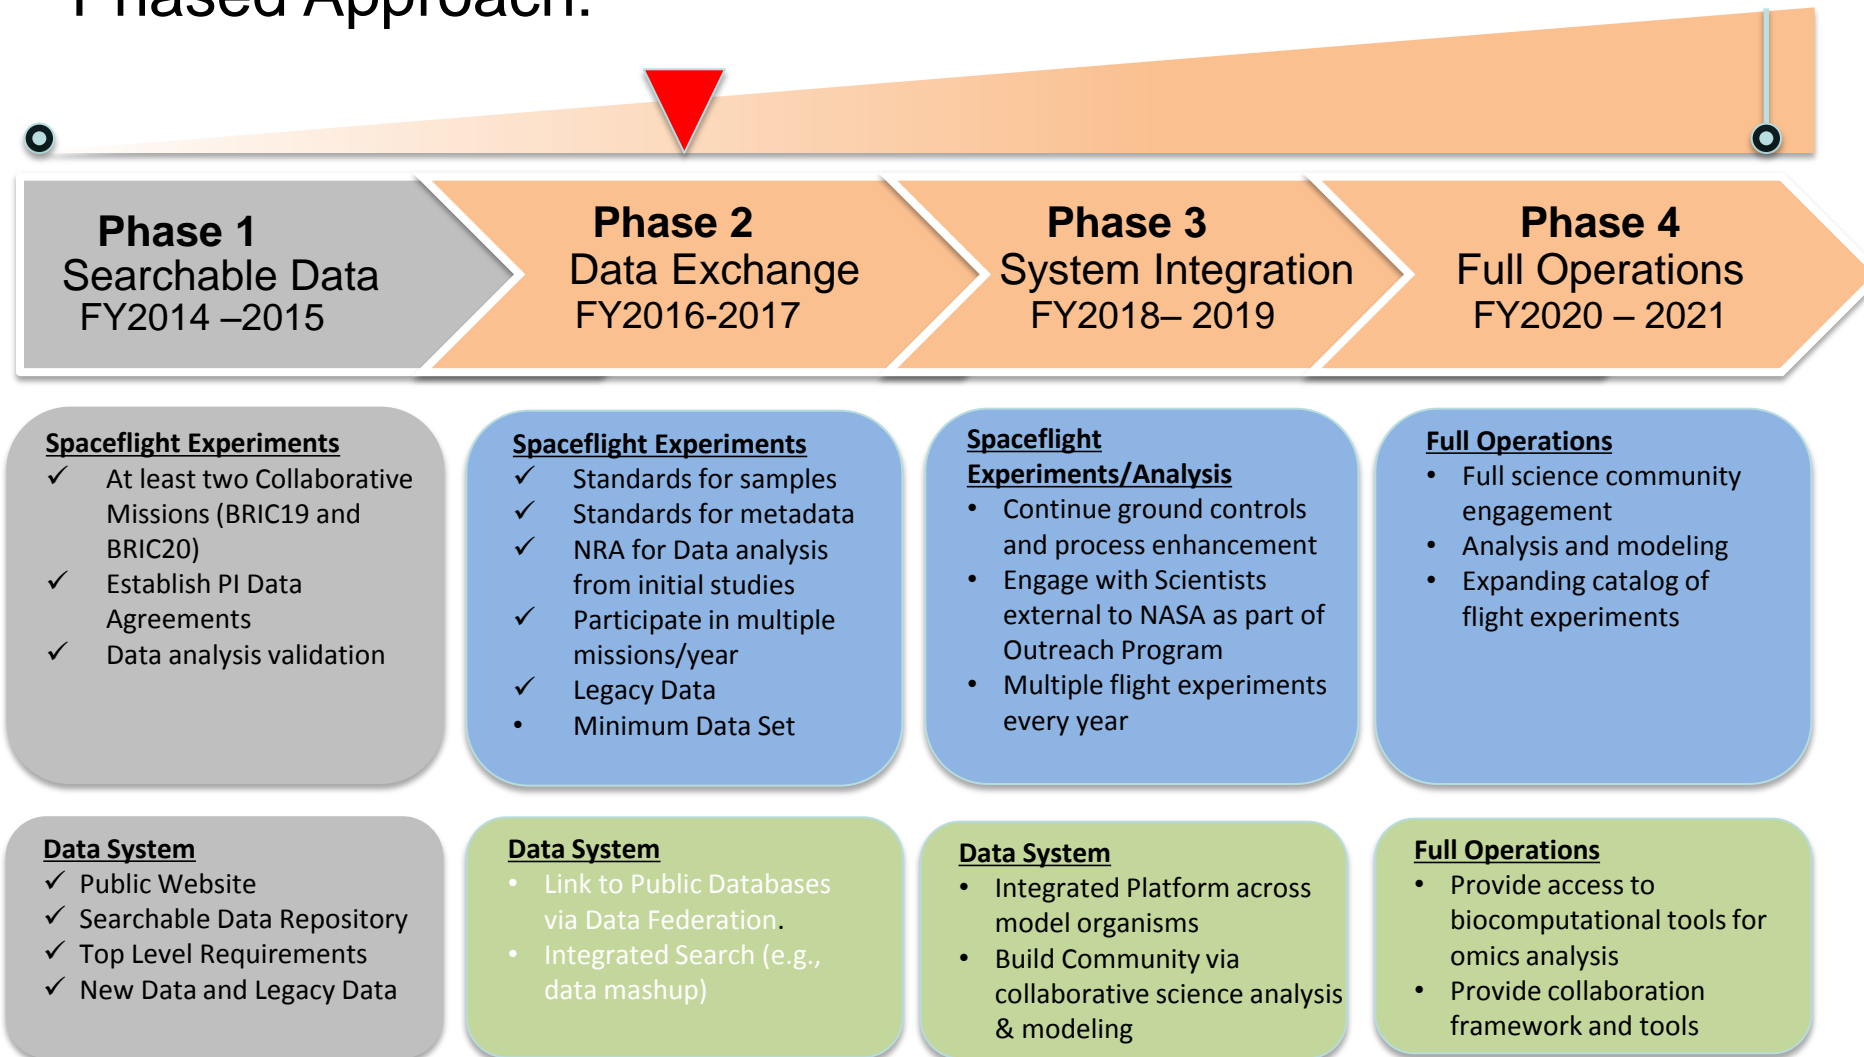 Phased Approach:
Phase 1
Searchable Data
FY2014 –2015
Phase 2
Data Exchange
FY2016-2017
Phase 3
System Integration
FY2018– 2019
Phase 4
Full Operations
FY2020 – 2021
Spaceflight Experiments
✓ At least two Collaborative
Missions (BRIC19 and
BRIC20)
✓ Establish PI Data
Agreements
✓ Data analysis validation
Spaceflight Experiments
✓ Standards for samples
✓ Standards for metadata
✓ NRA for Data analysis
from initial studies
✓ Participate in multiple
missions/year
✓ Legacy Data
• Minimum Data Set
Spaceflight
Experiments/Analysis
• Continue ground controls
and process enhancement
• Engage with Scientists
external to NASA as part of
Outreach Program
• Multiple flight experiments
every year
Full Operations
• Full science community
engagement
• Analysis and modeling
• Expanding catalog of
flight experiments
Data System
✓ Public Website
✓ Searchable Data Repository
✓ Top Level Requirements
✓ New Data and Legacy Data
Data System
• Link to Public Databases
via Data Federation.
• Integrated Search (e.g.,
data mashup)
Data System
• Integrated Platform across
model organisms
• Build Community via
collaborative science analysis
& modeling
Full Operations
• Provide access to
biocomputational tools for
omics analysis
• Provide collaboration
framework and tools